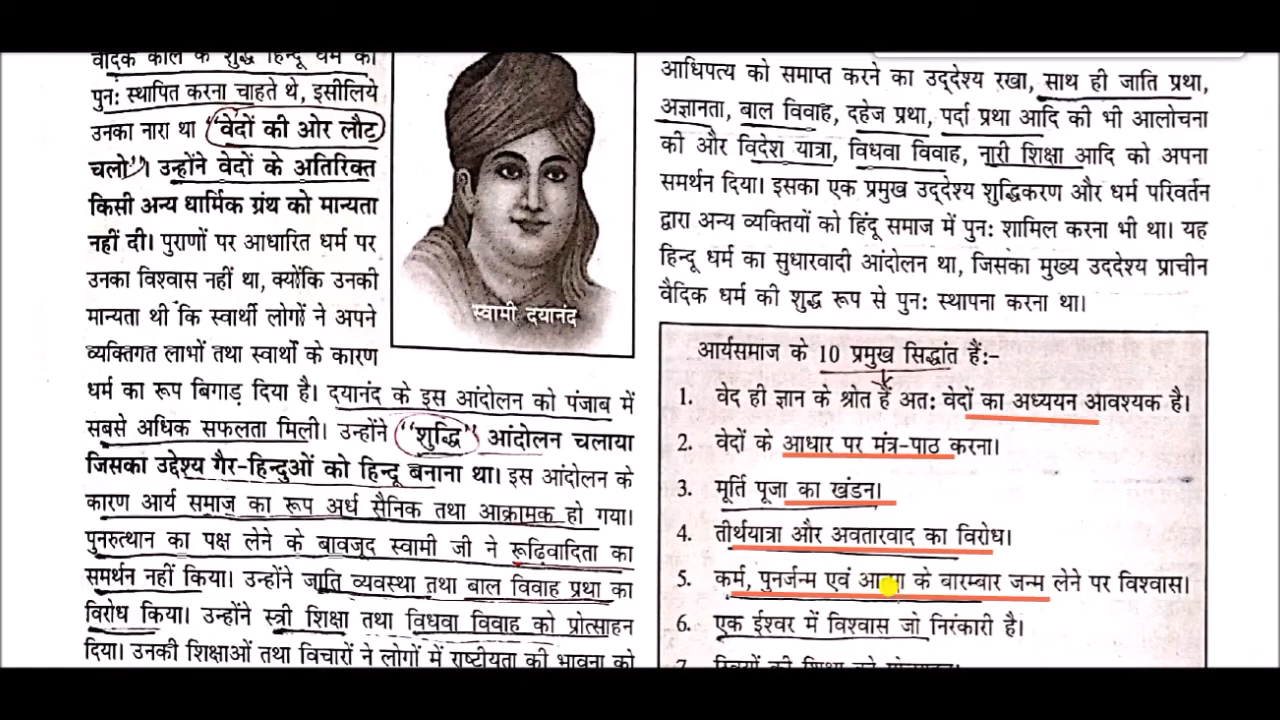 वैदिक काल के शुद्ध हिन्दू धर्म को
पुनः स्थापित करना चाहते थे, इसीलिये
उनका नारा था "वेदों की ओर लौट
चलो"। उन्होंने वेदों के अतिरिक्त
किसी अन्य धार्मिक ग्रंथ को मान्यता
नहीं दी। पुराणों पर आधारित धर्म पर
उनका विश्वास नहीं था, क्योंकि उनकी
मान्यता थी कि स्वार्थी लोगों ने अपने
व्यक्तिगत लाभों तथा स्वार्थों के कारण
धर्म का रूप बिगाड़ दिया है। दयानंद के इस आंदोलन को पंजाब में
सबसे अधिक सफलता मिली। उन्होंने "शुद्धि" आंदोलन चलाया
जिसका उद्देश्य गैर-हिन्दुओं को हिन्दू बनाना था। इस आंदोलन के
कारण आर्य समाज का रूप अर्ध सैनिक तथा आक्रामक हो गया।
पुनरुत्थान का पक्ष लेने के बावजूद स्वामी जी ने रूढ़िवादिता का
समर्थन नहीं किया। उन्होंने जाति व्यवस्था तथा बाल विवाह प्रथा का
विरोध किया। उन्होंने स्त्री शिक्षा तथा विधवा विवाह को प्रोत्साहन
दिया। उनकी शिक्षाओं तथा विचारों ने लोगों में राष्ट्रीयता की भावना को
स्वामी दयानंद
आधिपत्य को समाप्त करने का उद्देश्य रखा, साथ ही जाति प्रथा,
अज्ञानता, बाल विवाह, दहेज प्रथा, पर्दा प्रथा आदि की भी आलोचना
की और विदेश यात्रा, विधवा विवाह, नारी शिक्षा आदि को अपना
समर्थन दिया। इसका एक प्रमुख उद्देश्य शुद्धिकरण और धर्म परिवर्तन
द्वारा अन्य व्यक्तियों को हिंदू समाज में पुनः शामिल करना भी था। यह
हिन्दू धर्म का सुधारवादी आंदोलन था, जिसका मुख्य उददेश्य प्राचीन
वैदिक धर्म की शुद्ध रूप से पुनः स्थापना करना था।
आर्यसमाज के 10 प्रमुख सिद्धांत हैं:-
1. वेद ही ज्ञान के श्रोत हैं अतः वेदों का अध्ययन आवश्यक है।
2. वेदों के आधार पर मंत्र-पाठ करना।
3. मूर्ति पूजा का खंडन।
4. तीर्थयात्रा और अवतारवाद का विरोध।
5. कर्म, पुनर्जन्म एवं के बारम्बार जन्म लेने पर विश्वास।
6. एक ईश्वर में विश्वास जो निरंकारी है।
7.